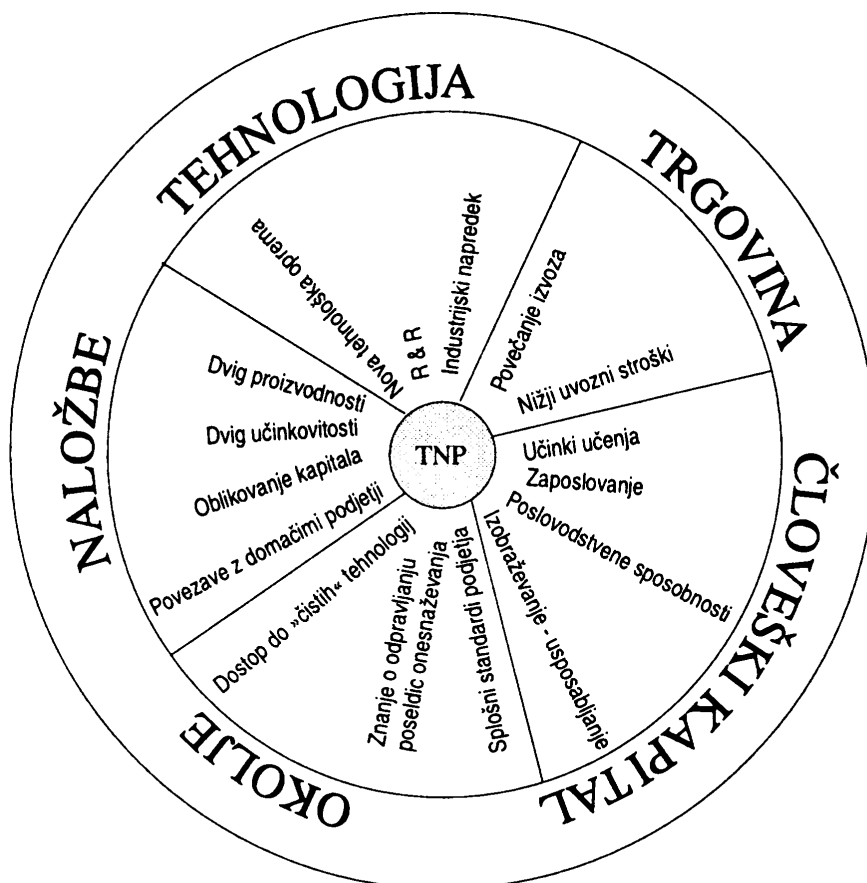 TEHNOLOGIJA
Nova tehnološka oprema
R & R
Industrijski napredek
TRGOVINA
Povečanje izvoza
Nižji uvozni stroški
ČLOVEŠKI KAPITAL
Učinki učenja
Zaposlovanje
Poslovodstvene sposobnosti
Izobraževanje - usposabljanje
OKOLJE
Splošni standardi podjetja
Znanje o odpravljanju
poseldic onesnaževanja
Dostop do »čistih« tehnologij
NALOŽBE
Povezave z domačimi podjetji
Oblikovanje kapitala
Dvig učinkovitosti
Dvig proizvodnosti
TNP